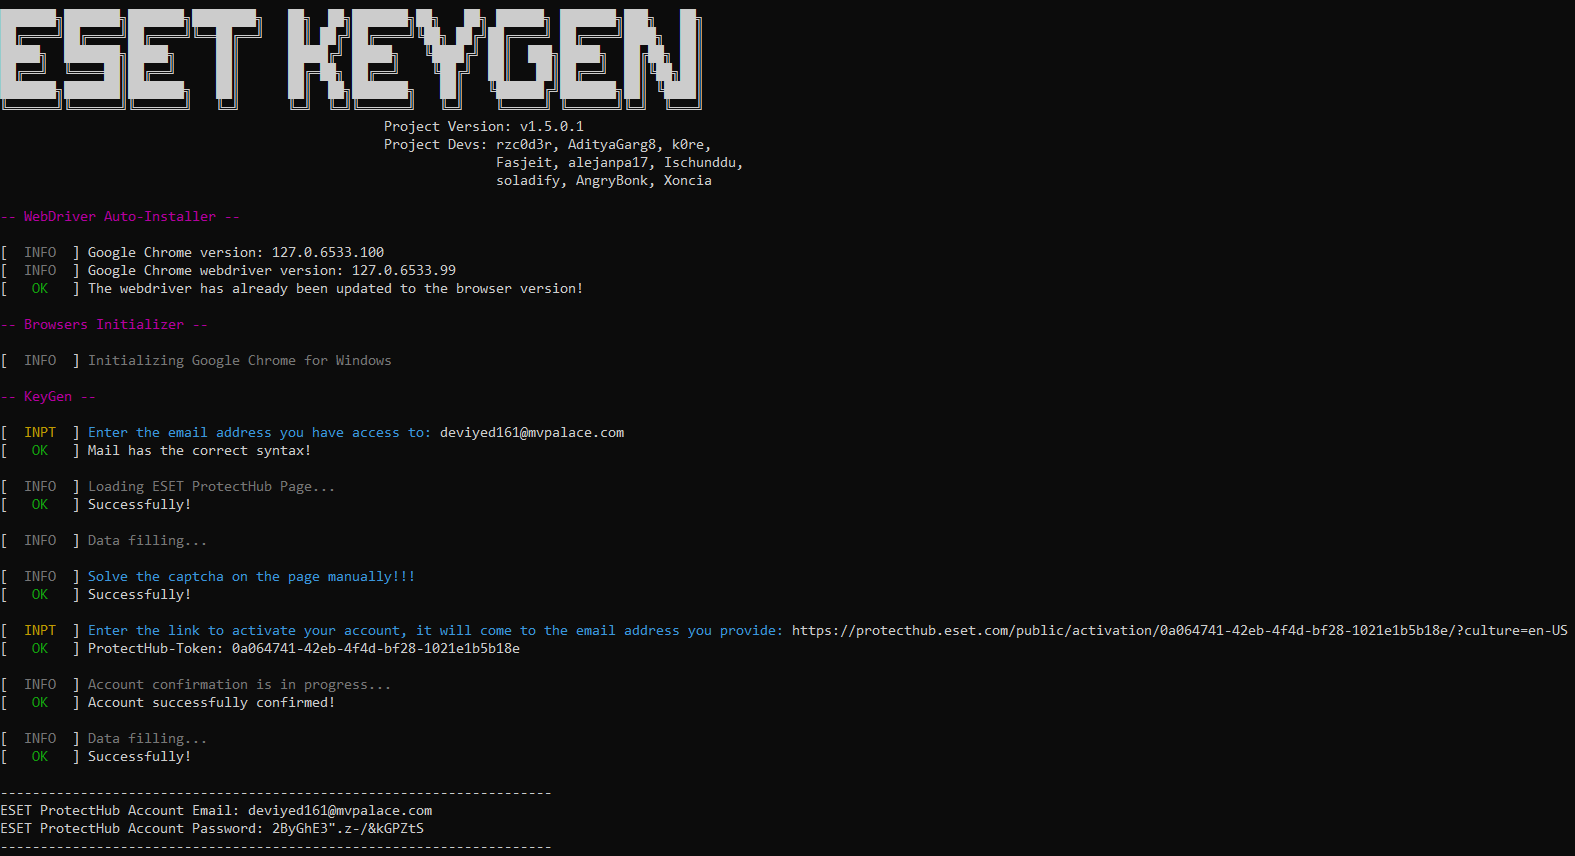 ESET KEYGEN
Project Version: v1.5.0.1
Project Devs: rzc0d3r, AdityaGarg8, k0re,
Fasjeit, alejanpa17, Ischunddu,
soladify, AngryBonk, Xoncia
-- WebDriver Auto-Installer --
[ INFO ] Google Chrome version: 127.0.6533.100
[ INFO ] Google Chrome webdriver version: 127.0.6533.99
[ OK ] The webdriver has already been updated to the browser version!
-- Browsers Initializer --
[ INFO ] Initializing Google Chrome for Windows
-- KeyGen --
[ INPT ] Enter the email address you have access to: deviyed161@mvpalace.com
[ OK ] Mail has the correct syntax!
[ INFO ] Loading ESET ProtectHub Page...
[ OK ] Successfully!
[ INFO ] Data filling...
[ INFO ] Solve the captcha on the page manually!!!
[ OK ] Successfully!
[ INPT ] Enter the link to activate your account, it will come to the email address you provide: https://protecthub.eset.com/public/activation/0a064741-42eb-4f4d-bf28-1021e1b5b18e/?culture=en-US
[ OK ] ProtectHub-Token: 0a064741-42eb-4f4d-bf28-1021e1b5b18e
[ INFO ] Account confirmation is in progress...
[ OK ] Account successfully confirmed!
[ INFO ] Data filling...
[ OK ] Successfully!
---------------------------------------------------------------------
ESET ProtectHub Account Email: deviyed161@mvpalace.com
ESET ProtectHub Account Password: 2ByGhE3".z-/&kGPZtS
---------------------------------------------------------------------